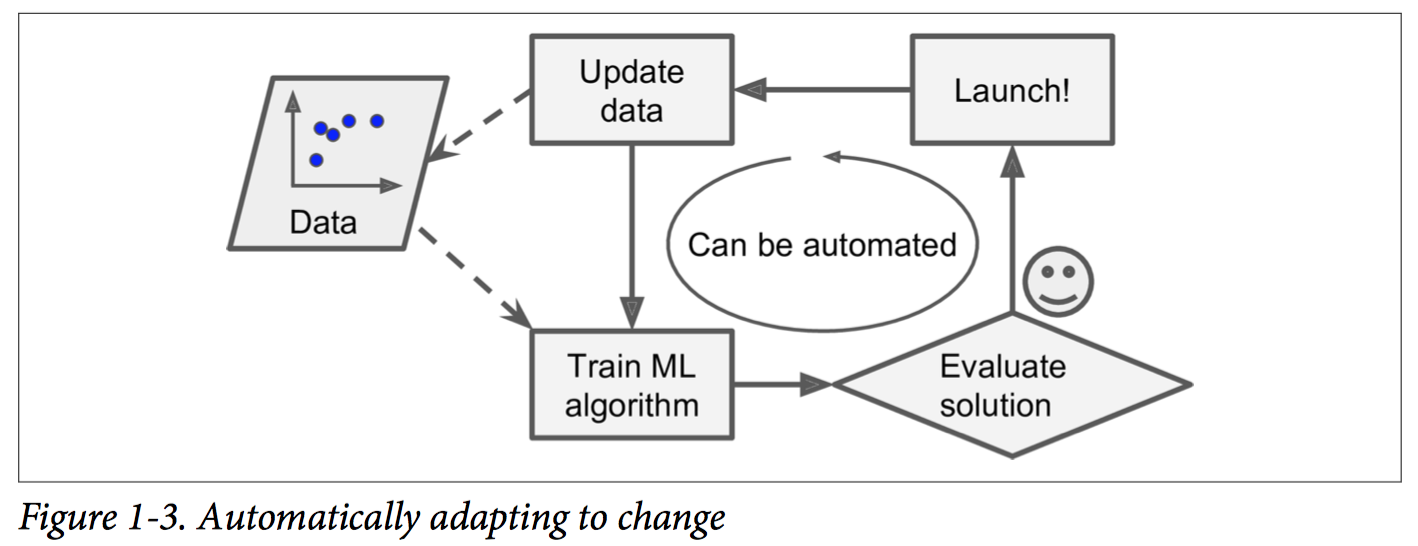 Update
data
Launch!
Data
Can be automated
Train ML
algorithm
Evaluate
solution
Figure 1-3. Automatically adapting to change